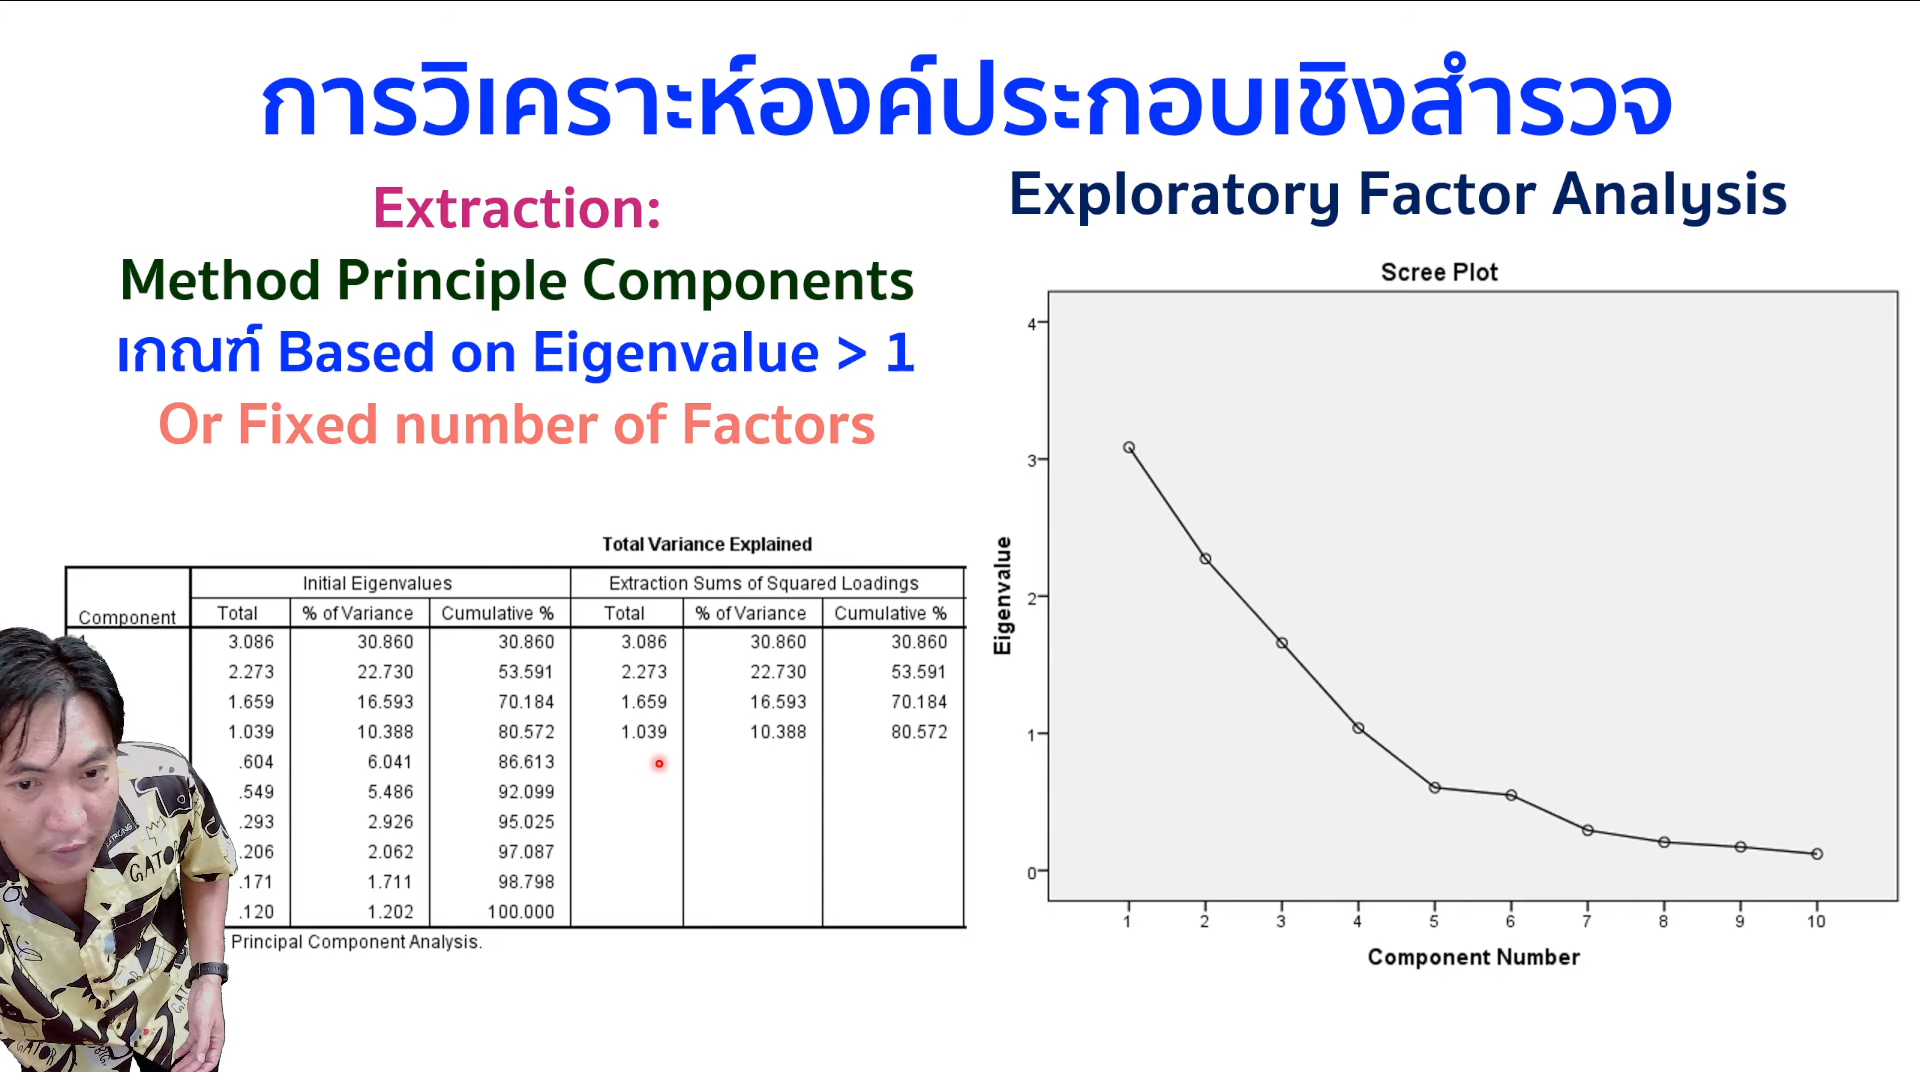 การวิเคราะห์องค์ประกอบเชิงสำรวจ
Extraction:
Method Principle Components
เกณฑ์ Based on Eigenvalue > 1
Or Fixed number of Factors
Exploratory Factor Analysis
Total Variance Explained
Component Initial Eigenvalues Extraction Sums of Squared Loadings
Total % of Variance Cumulative % Total % of Variance Cumulative %
3.086 30.860 30.860 3.086 30.860 30.860
2.273 22.730 53.591 2.273 22.730 53.591
1.659 16.593 70.184 1.659 16.593 70.184
1.039 10.388 80.572 1.039 10.388 80.572
.604 6.041 86.613
.549 5.486 92.099
.293 2.926 95.025
.206 2.062 97.087
.171 1.711 98.798
.120 1.202 100.000
Principal Component Analysis.
Scree Plot
Eigenvalue
4
3
2
1
0
1 2 3 4 5 6 7 8 9 10
Component Number
GATOR
GATOR